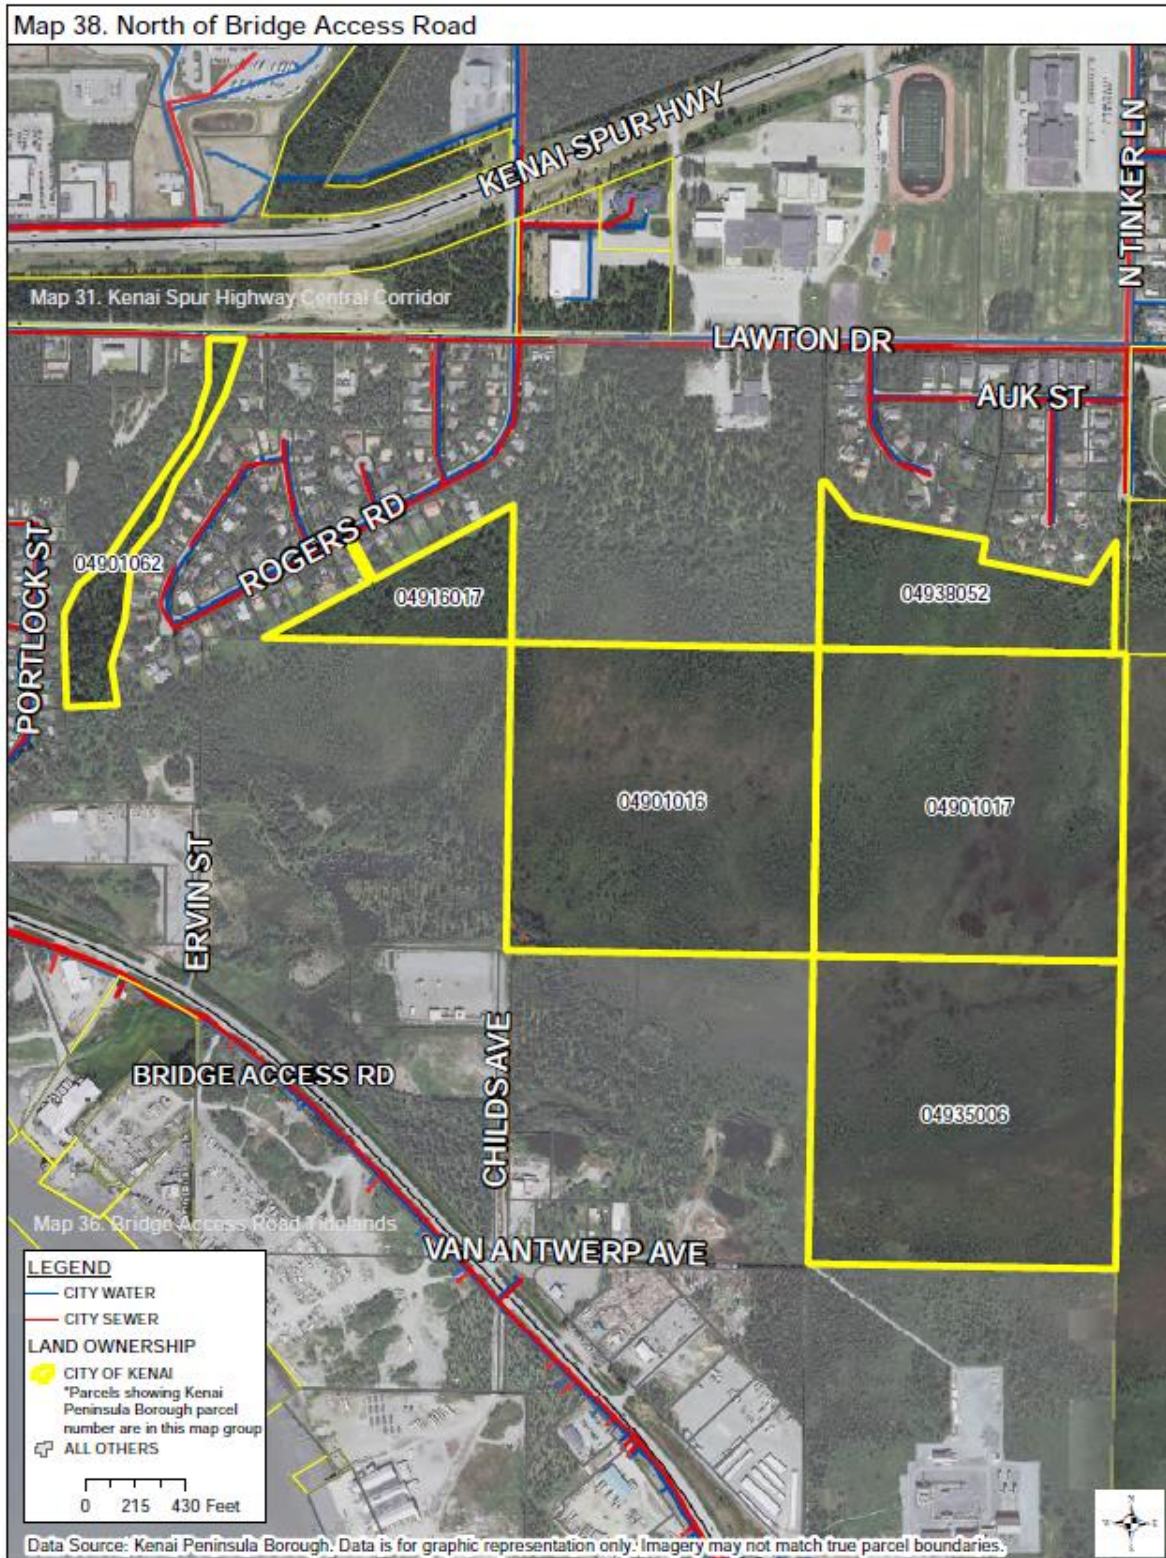 Map 38. North of Bridge Access Road
KENAI SPUR HWY
N TINKER LN
Map 31. Kenai Spur Highway Central Corridor
LAWTON DR
AUK ST
PORTLOCK ST
04901062
ROGERS RD
04916017
04938052
04901016
04901017
ERVIN ST
BRIDGE ACCESS RD
CHILDS AVE
04935006
Map 36. Bridge Access Road Tidelands
VAN ANTWERP AVE
LEGEND
CITY WATER
CITY SEWER
LAND OWNERSHIP
CITY OF KENAI
*Parcels showing Kenai
Peninsula Borough parcel
number are in this map group
ALL OTHERS
0 215 430 Feet
Data Source: Kenai Peninsula Borough. Data is for graphic representation only. Imagery may not match true parcel boundaries.